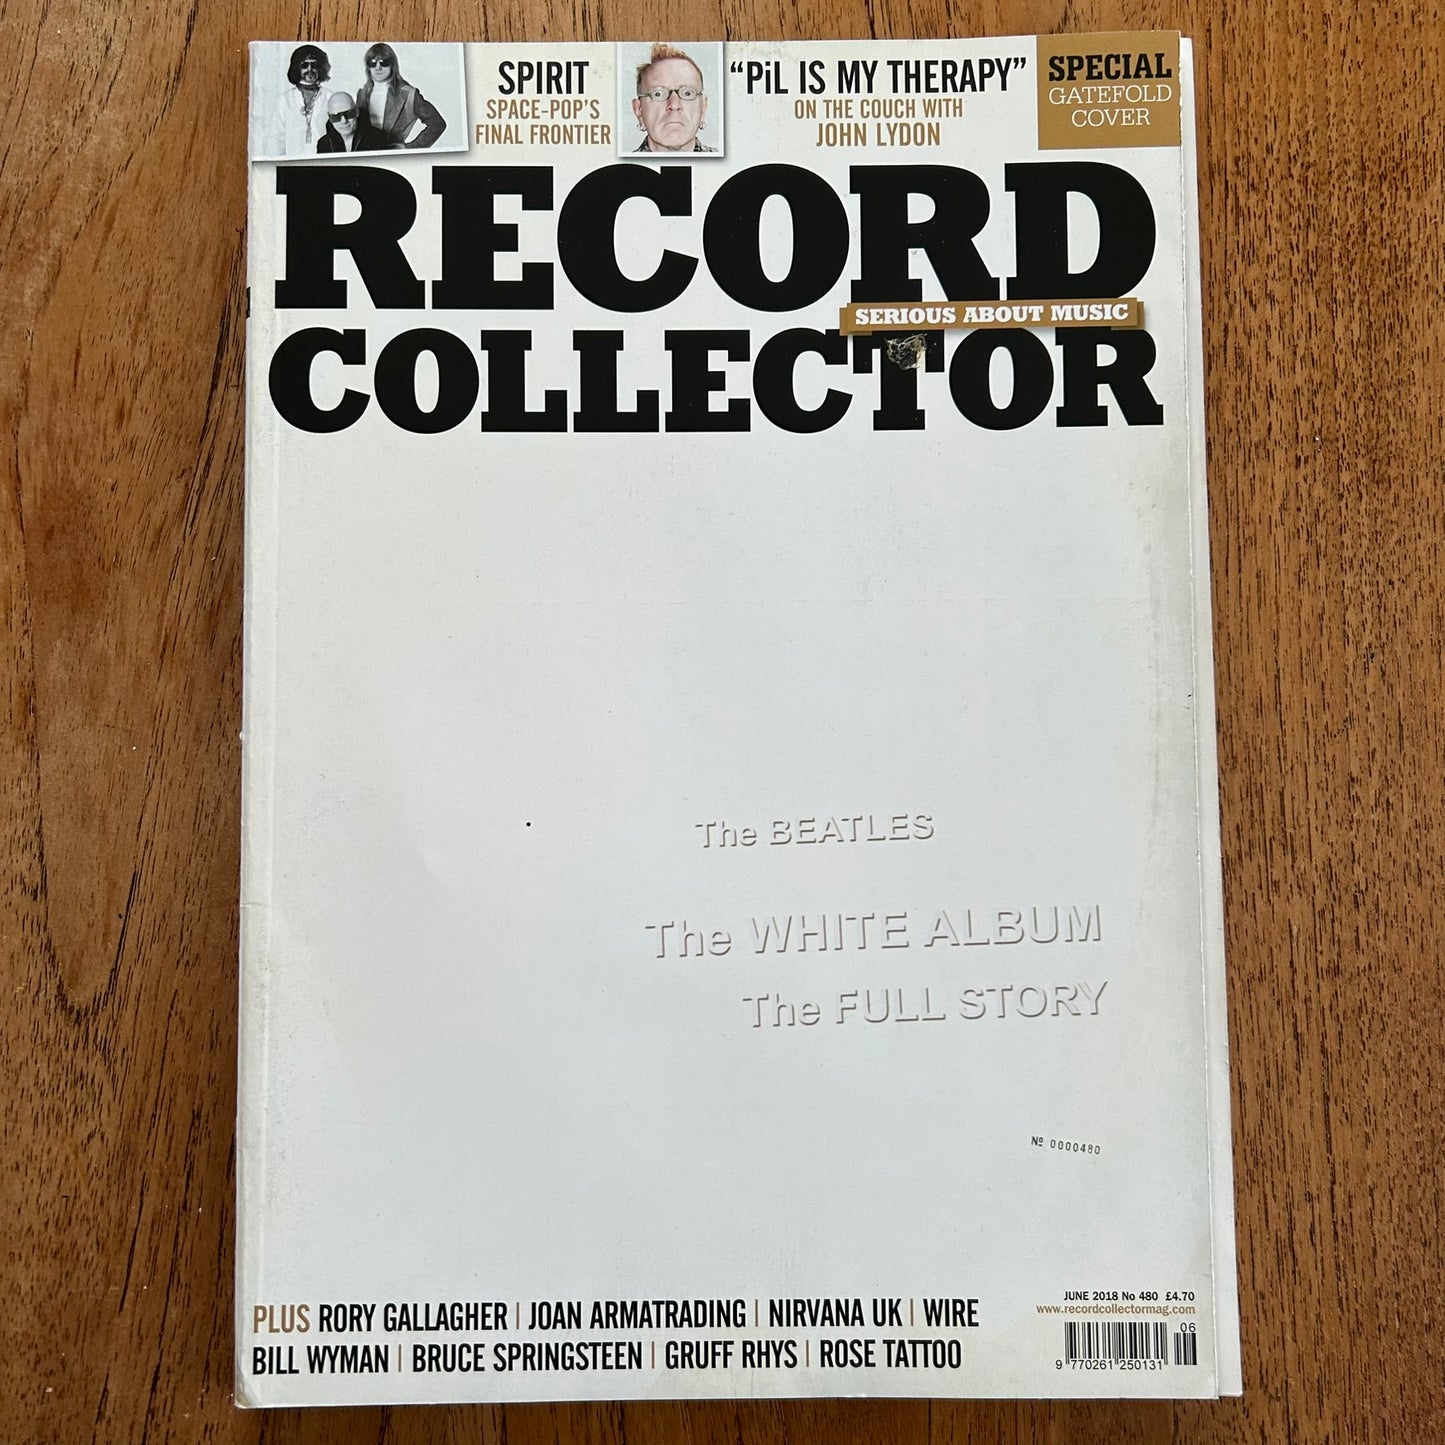 SPIRIT
SPACE-POP'S
FINAL FRONTIER
“PiL IS MY THERAPY”
ON THE COUCH WITH
JOHN LYDON
SPECIAL
GATEFOLD
COVER
RECORD
SERIOUS ABOUT MUSIC
COLLECTOR
The BEATLES
The WHITE ALBUM
The FULL STORY
№ 0000480
PLUS RORY GALLAGHER | JOAN ARMATRADING | NIRVANA UK | WIRE
BILL WYMAN | BRUCE SPRINGSTEEN | GRUFF RHYS | ROSE TATTOO
JUNE 2018 No 480 £4.70
www.recordcollectormag.com
06
9 770261 250131